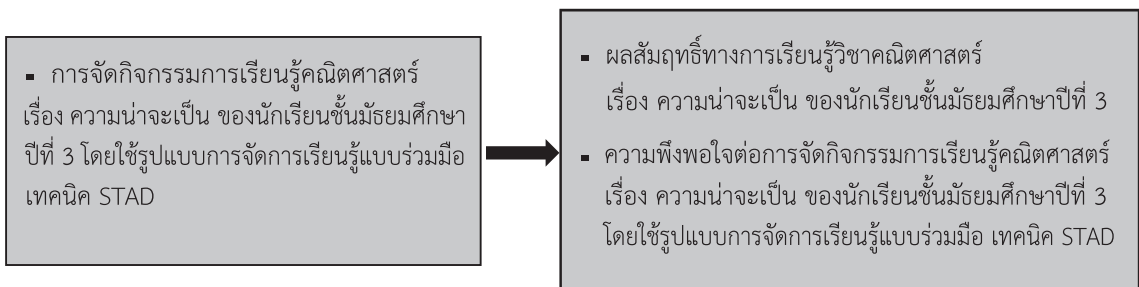 ▪ การจัดกิจกรรมการเรียนรู้คณิตศาสตร์
เรื่อง ความน่าจะเป็น ของนักเรียนชั้นมัธยมศึกษา
ปีที่ 3 โดยใช้รูปแบบการจัดการเรียนรู้แบบร่วมมือ
เทคนิค STAD
▪ ผลสัมฤทธิ์ทางการเรียนรู้วิชาคณิตศาสตร์
เรื่อง ความน่าจะเป็น ของนักเรียนชั้นมัธยมศึกษาปีที่ 3
▪ ความพึงพอใจต่อการจัดกิจกรรมการเรียนรู้คณิตศาสตร์
เรื่อง ความน่าจะเป็น ของนักเรียนชั้นมัธยมศึกษาปีที่ 3
โดยใช้รูปแบบการจัดการเรียนรู้แบบร่วมมือ เทคนิค STAD